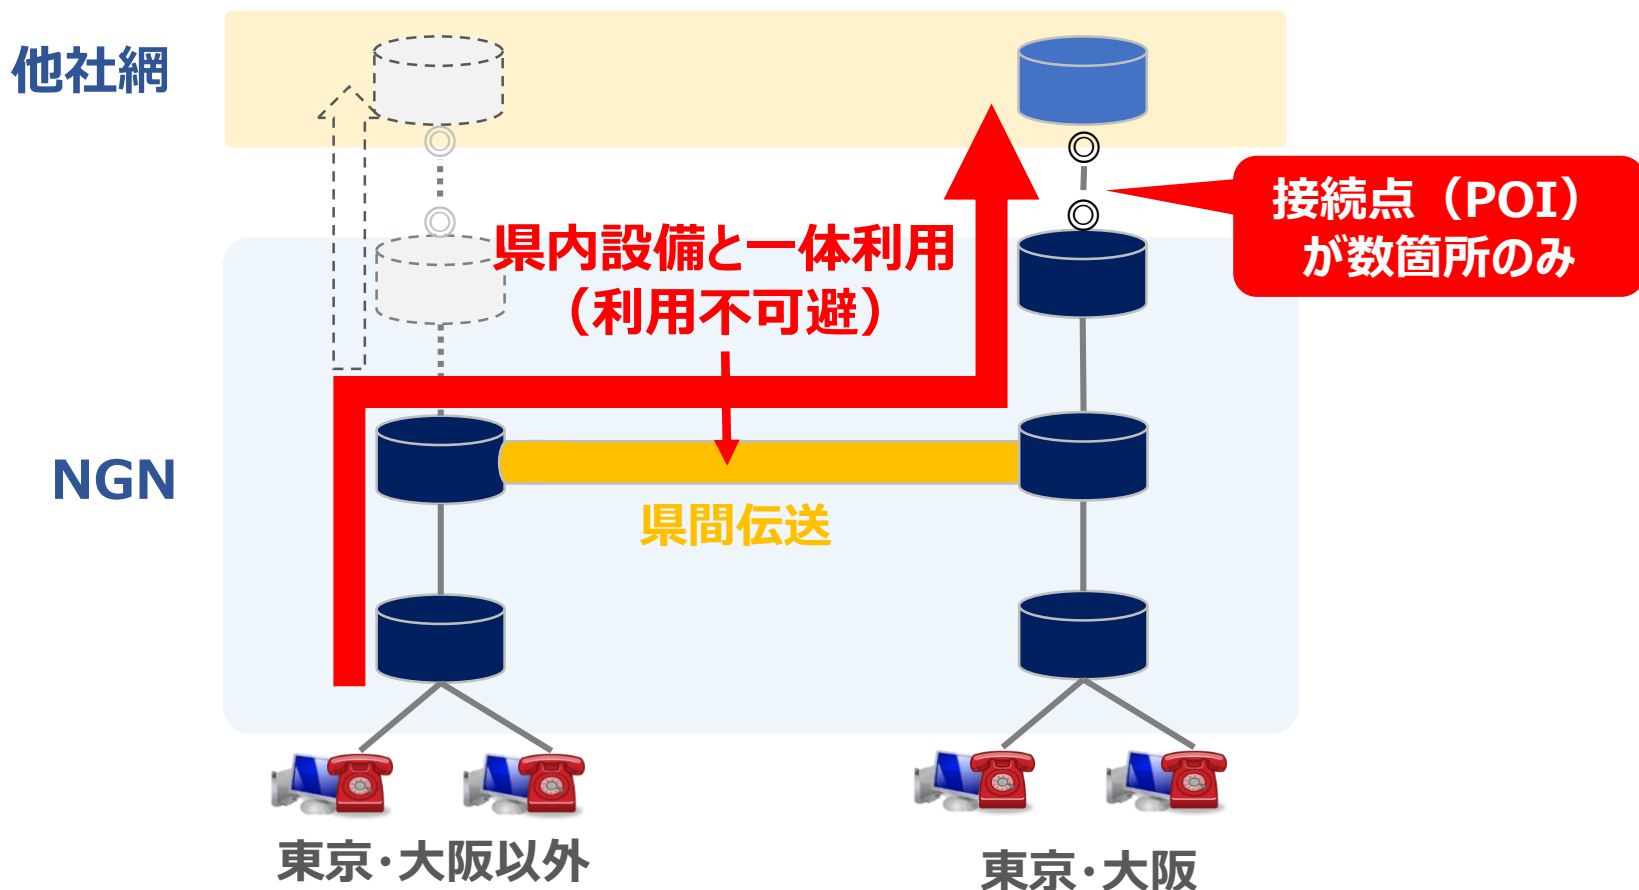 他社網
接続点（POI）
が数箇所のみ
県内設備と一体利用
（利用不可避）
NGN
県間伝送
東京・大阪以外
東京・大阪